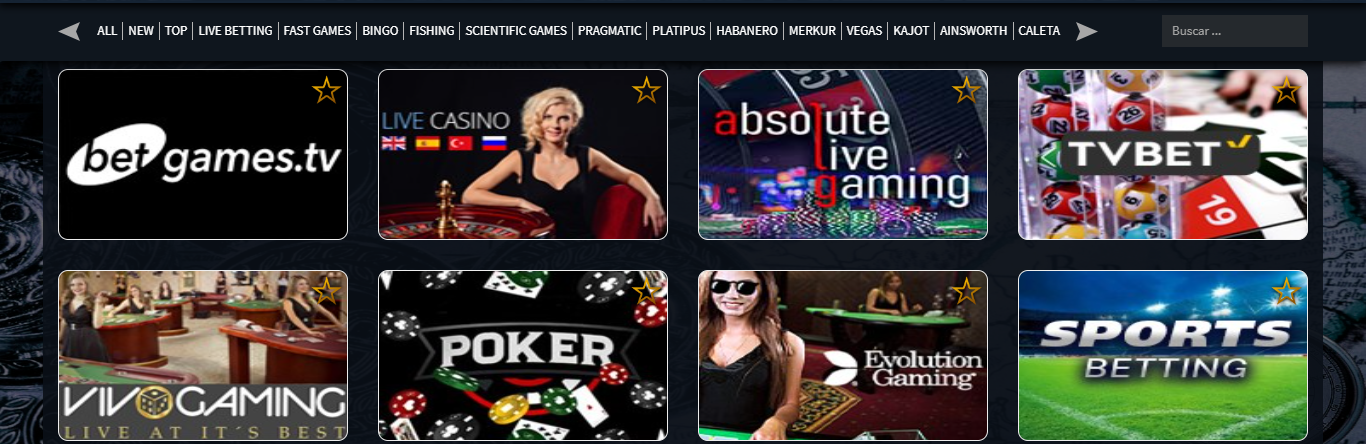 ALL NEW TOP LIVE BETTING FAST GAMES BINGO FISHING SCIENTIFIC GAMES PRAGMATIC PLATIPUS HABANERO MERKUR VEGAS KAJOT AINSWORTH CALETA
Buscar ...
bet games.tv
LIVE CASINO
absolute
live
gaming
TVBET
19
VIVOGAMING
LIVE AT IT´S BEST
POKER
Evolution
Gaming
SPORTS
BETTING